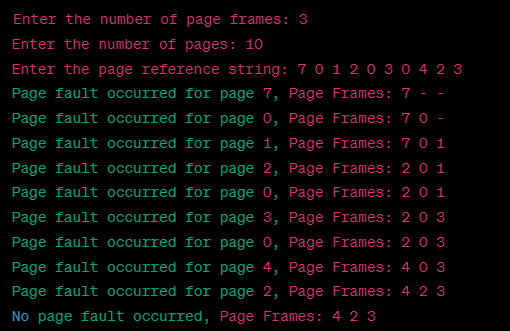 Enter the number of page frames: 3
Enter the number of pages: 10
Enter the page reference string: 7 0 1 2 0 3 0 4 2 3
Page fault occurred for page 7, Page Frames: 7 - -
Page fault occurred for page 0, Page Frames: 7 0 -
Page fault occurred for page 1, Page Frames: 7 0 1
Page fault occurred for page 2, Page Frames: 2 0 1
Page fault occurred for page 0, Page Frames: 2 0 1
Page fault occurred for page 3, Page Frames: 2 0 3
Page fault occurred for page 0, Page Frames: 2 0 3
Page fault occurred for page 4, Page Frames: 4 0 3
Page fault occurred for page 2, Page Frames: 4 2 3
No page fault occurred, Page Frames: 4 2 3